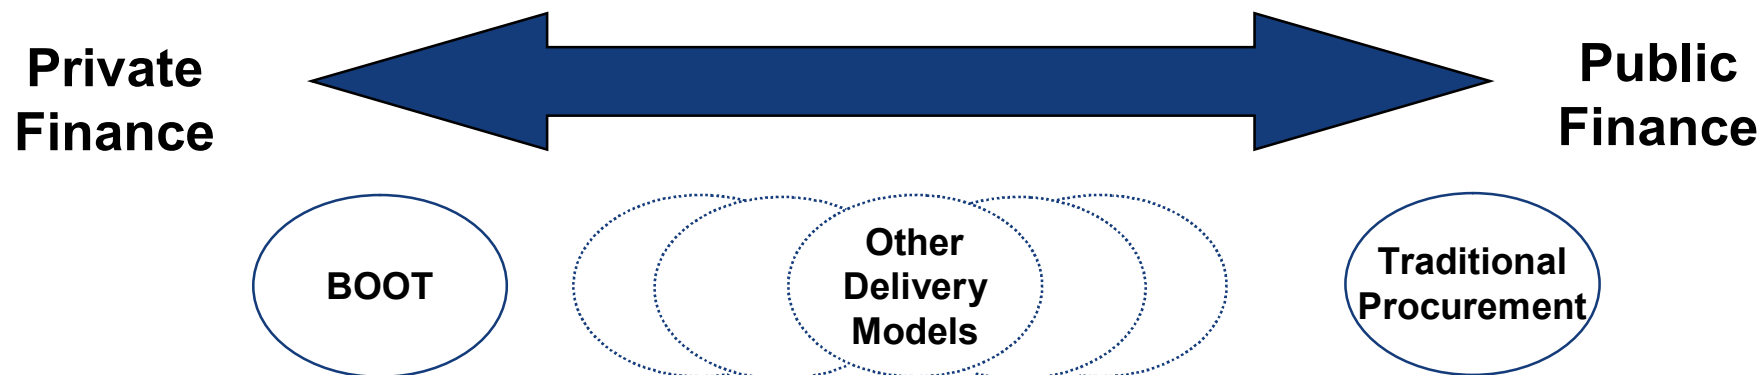 Private
Finance
Public
Finance
BOOT
Other
Delivery
Models
Traditional
Procurement